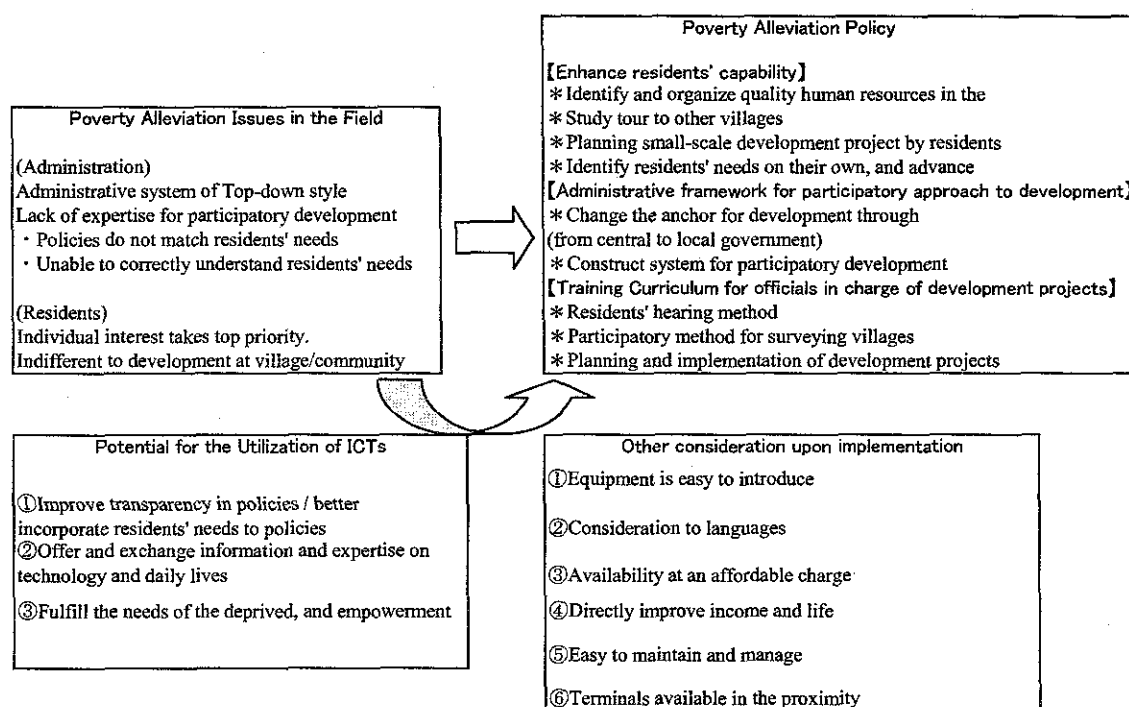 Poverty Alleviation Issues in the Field
(Administration)
Administrative system of Top-down style
Lack of expertise for participatory development
・Policies do not match residents' needs
・Unable to correctly understand residents' needs
(Residents)
Individual interest takes top priority.
Indifferent to development at village/community
Poverty Alleviation Policy
【Enhance residents' capability】
＊Identify and organize quality human resources in the
＊Study tour to other villages
＊Planning small-scale development project by residents
＊Identify residents' needs on their own, and advance
【Administrative framework for participatory approach to development】
＊Change the anchor for development through
(from central to local government)
＊Construct system for participatory development
【Training Curriculum for officials in charge of development projects】
＊Residents' hearing method
＊Participatory method for surveying villages
＊Planning and implementation of development projects
Potential for the Utilization of ICTs
①Improve transparency in policies / better
incorporate residents' needs to policies
②Offer and exchange information and expertise on
technology and daily lives
③Fulfill the needs of the deprived, and empowerment
Other consideration upon implementation
①Equipment is easy to introduce
②Consideration to languages
③Availability at an affordable charge
④Directly improve income and life
⑤Easy to maintain and manage
⑥Terminals available in the proximity